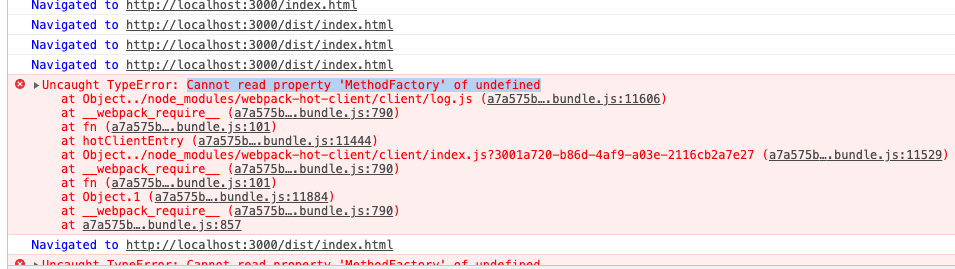 Navigated to http://localhost:3000/index.html
Navigated to http://localhost:3000/dist/index.html
Navigated to http://localhost:3000/dist/index.html
Navigated to http://localhost:3000/dist/index.html
Uncaught TypeError: Cannot read property 'MethodFactory' of undefined
at Object../node_modules/webpack-hot-client/client/log.js (a7a575b….bundle.js:11606)
at __webpack_require__ (a7a575b….bundle.js:790)
at fn (a7a575b….bundle.js:101)
at hotClientEntry (a7a575b….bundle.js:11444)
at Object../node_modules/webpack-hot-client/client/index.js?3001a720-b86d-4af9-a03e-2116cb2a7e27 (a7a575b….bundle.js:11529)
at __webpack_require__ (a7a575b….bundle.js:790)
at fn (a7a575b….bundle.js:101)
at Object.1 (a7a575b….bundle.js:11884)
at __webpack_require__ (a7a575b….bundle.js:790)
at a7a575b….bundle.js:857
Navigated to http://localhost:3000/dist/index.html
Uncaught TypeError: Cannot read property 'MethodFactory' of undefined